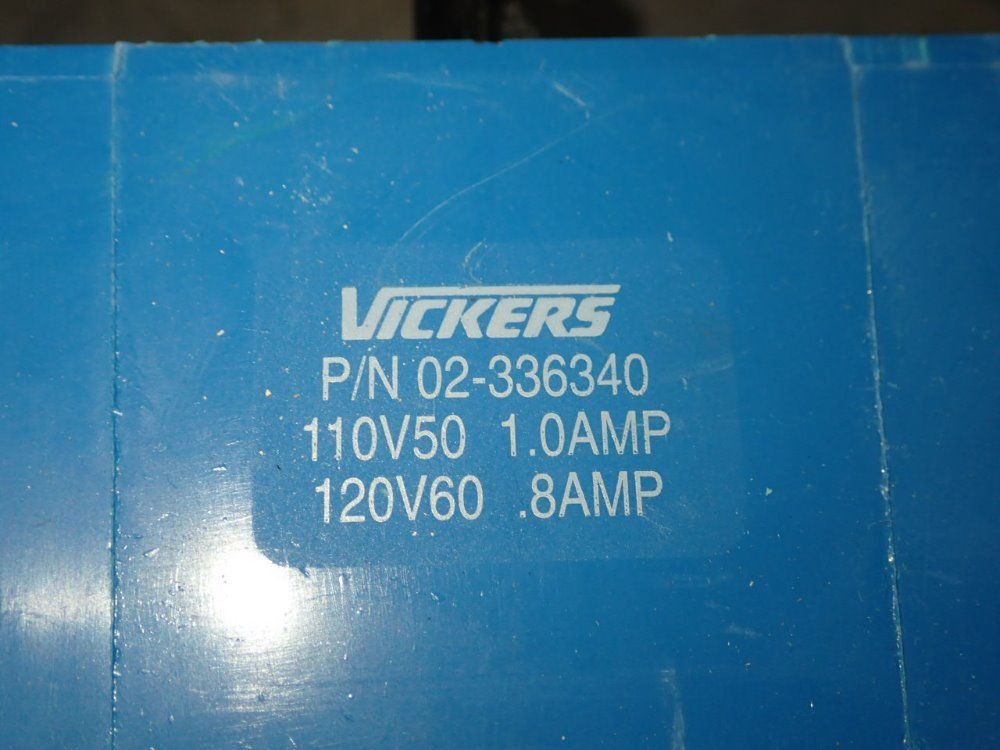 VICKERS
P/N 02-336340
110V50 1.0AMP
120V60 .8AMP